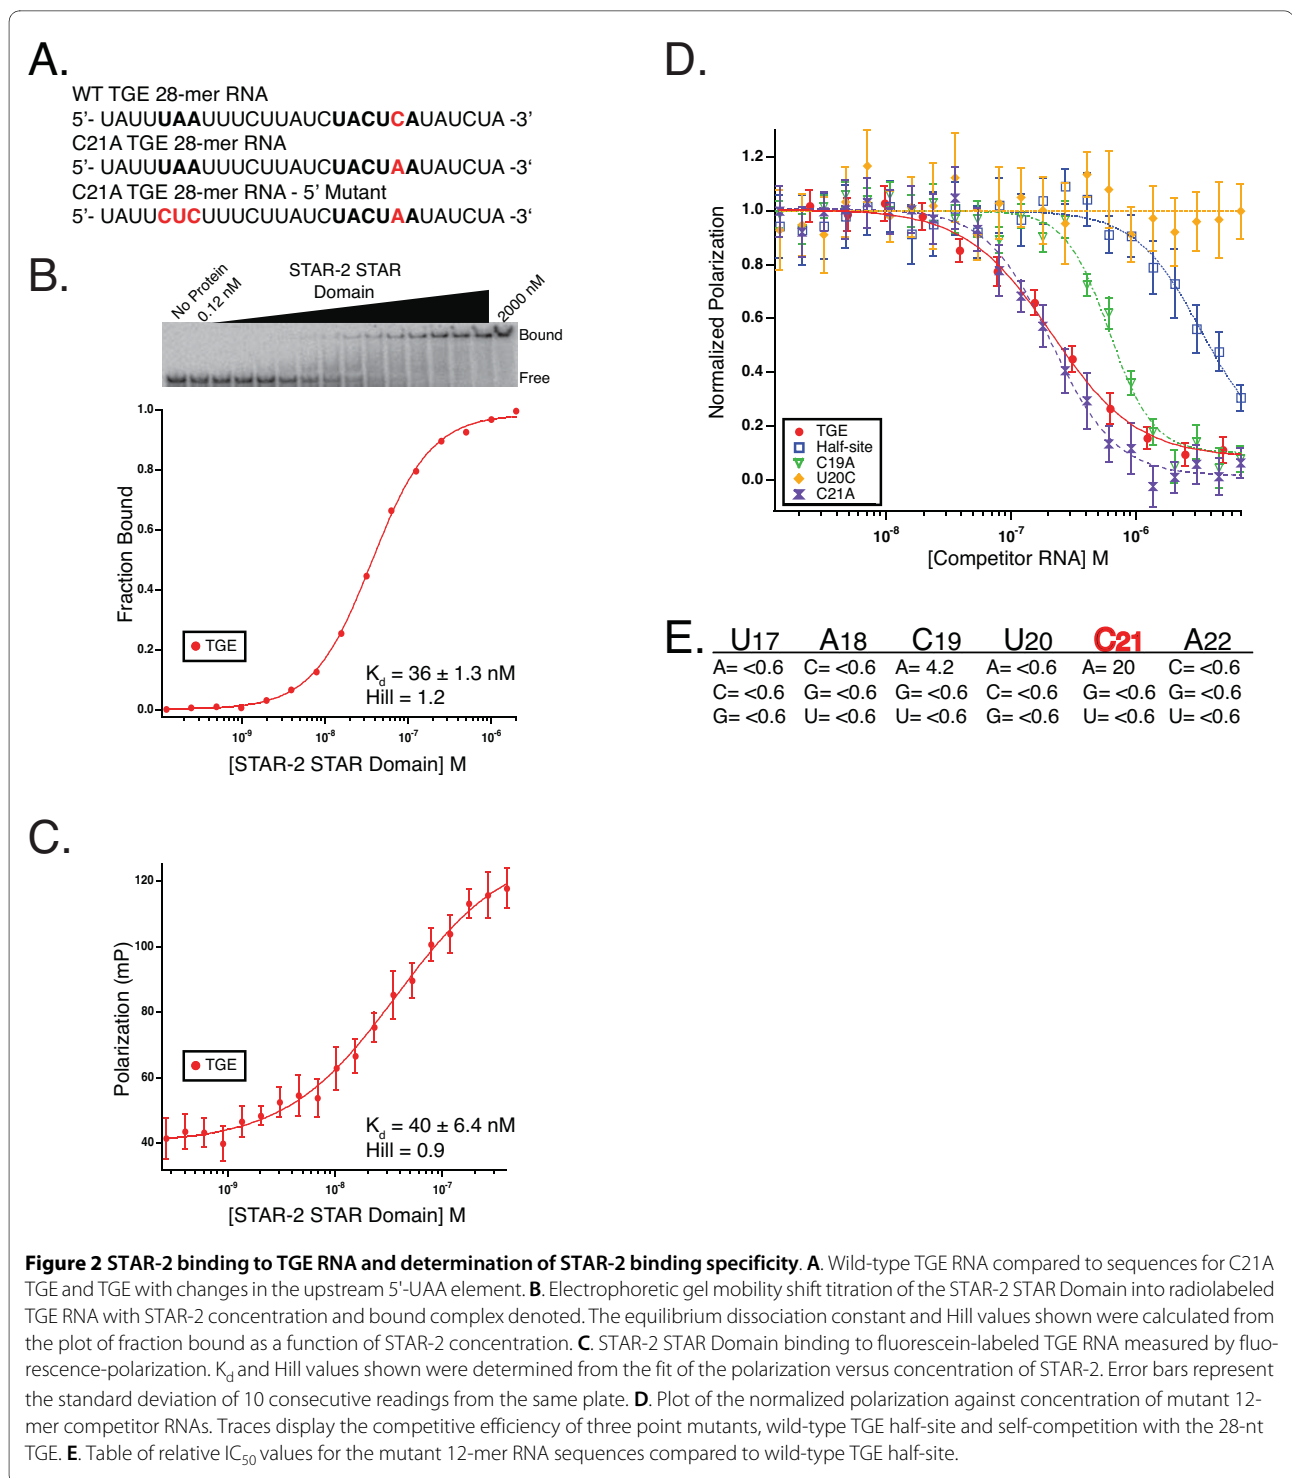 A.
WT TGE 28-mer RNA
5'- UAUUUAAUUUCUUAUCUACUCAUAUCUA -3'
C21A TGE 28-mer RNA
5'- UAUUUAAUUUCUUAUCUACUAAUAUCUA -3'
C21A TGE 28-mer RNA - 5' Mutant
5'- UAUUCUCUUUCUUAUCUACUAAUAUCUA -3'
B.
No Protein
0.12 nM
STAR-2 STAR
Domain
2000 nM
Bound
Free
1.0
0.8
0.6
0.4
0.2
0.0
Fraction Bound
TGE
Kd = 36 ± 1.3 nM
Hill = 1.2
10-9
10-8
10-7
10-6
[STAR-2 STAR Domain] M
C.
120
100
80
60
40
Polarization (mP)
TGE
Kd = 40 ± 6.4 nM
Hill = 0.9
10-9
10-8
10-7
[STAR-2 STAR Domain] M
D.
1.2
1.0
0.8
0.6
0.4
0.2
0.0
Normalized Polarization
TGE
Half-site
C19A
U20C
C21A
10-8
10-7
10-6
[Competitor RNA] M
E.
U17 A18 C19 U20 C21 A22
A= <0.6 C= <0.6 A= 4.2 A= <0.6 A= 20 C= <0.6
C= <0.6 G= <0.6 G= <0.6 C= <0.6 G= <0.6 G= <0.6
G= <0.6 U= <0.6 U= <0.6 G= <0.6 U= <0.6 U= <0.6
Figure 2 STAR-2 binding to TGE RNA and determination of STAR-2 binding specificity. A. Wild-type TGE RNA compared to sequences for C21A
TGE and TGE with changes in the upstream 5'-UAA element. B. Electrophoretic gel mobility shift titration of the STAR-2 STAR Domain into radiolabeled
TGE RNA with STAR-2 concentration and bound complex denoted. The equilibrium dissociation constant and Hill values shown were calculated from
the plot of fraction bound as a function of STAR-2 concentration. C. STAR-2 STAR Domain binding to fluorescein-labeled TGE RNA measured by fluo-
rescence-polarization. Kd and Hill values shown were determined from the fit of the polarization versus concentration of STAR-2. Error bars represent
the standard deviation of 10 consecutive readings from the same plate. D. Plot of the normalized polarization against concentration of mutant 12-
mer competitor RNAs. Traces display the competitive efficiency of three point mutants, wild-type TGE half-site and self-competition with the 28-nt
TGE. E. Table of relative IC50 values for the mutant 12-mer RNA sequences compared to wild-type TGE half-site.